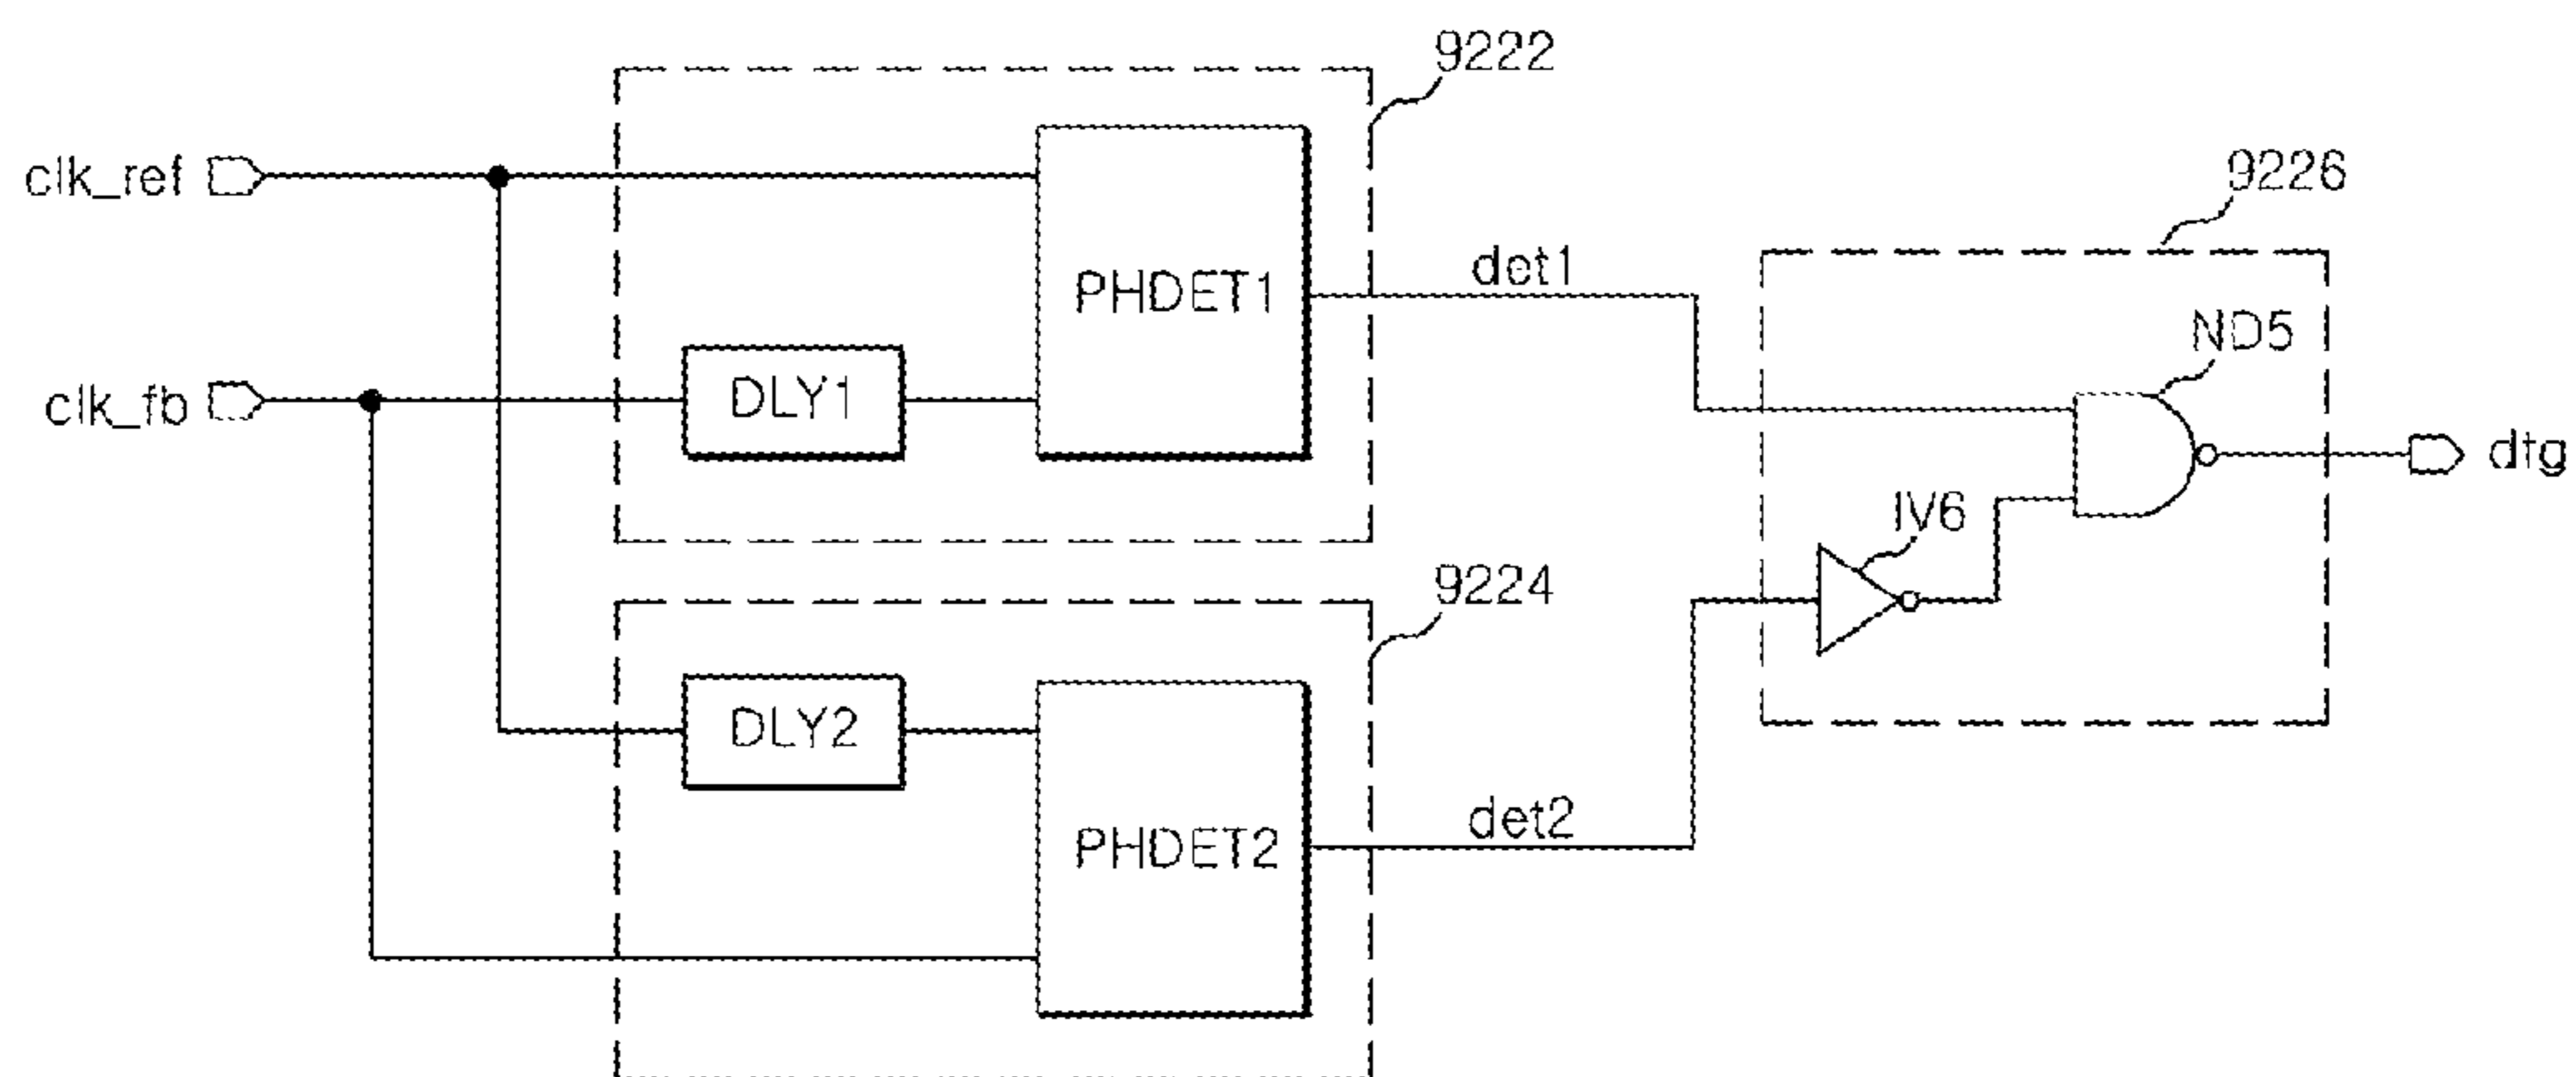 9222
clk_ref
9226
PHDET1
det1
ND5
clk_fb
DLY1
dtg
IV6
9224
DLY2
PHDET2
det2